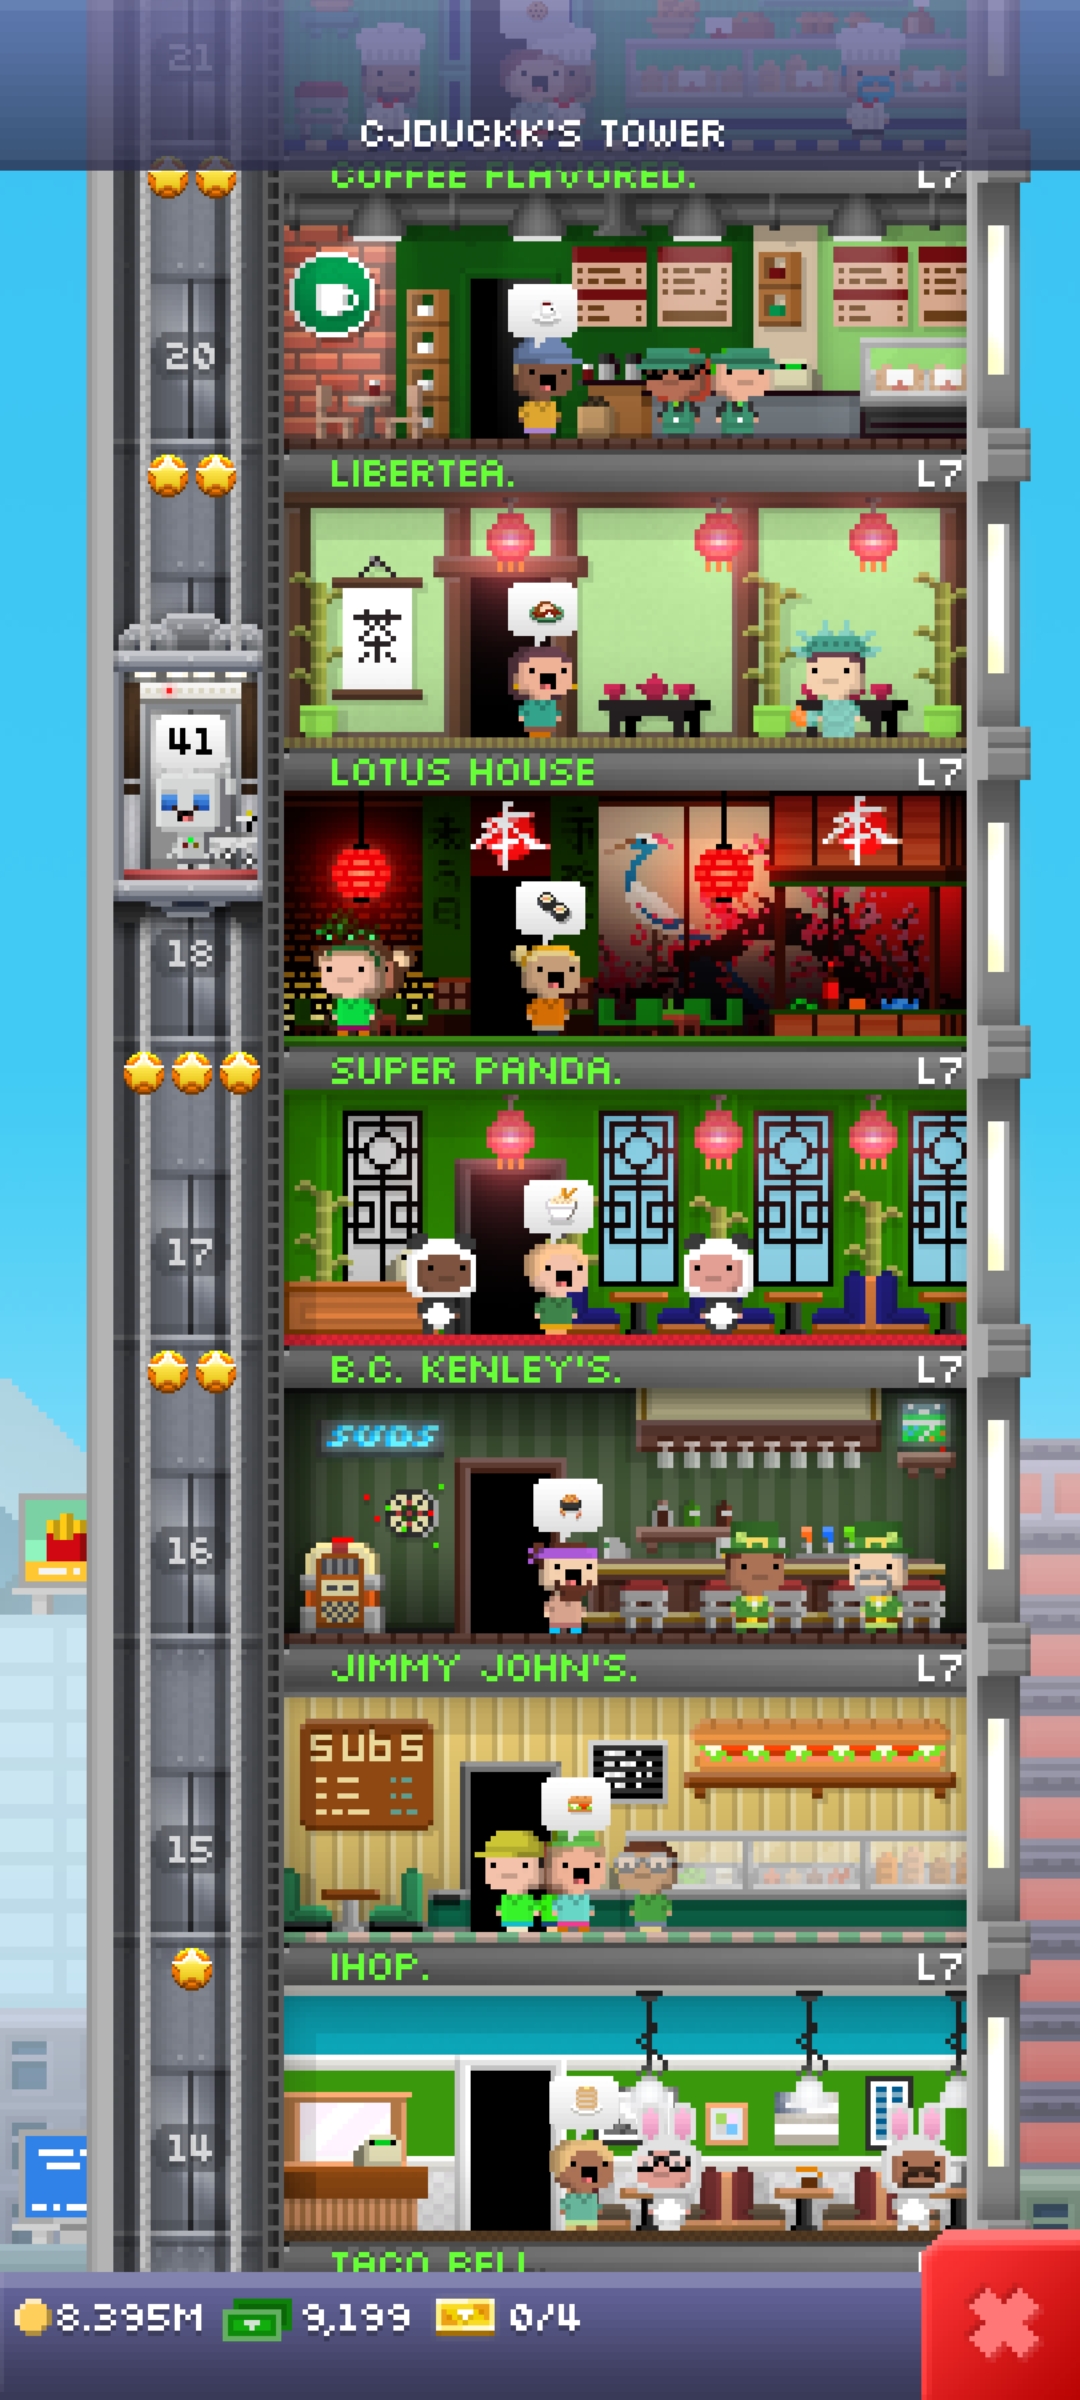 21
CJDUCKK'S TOWER
COFFEE FLAVORED. L7
20
LIBERTEA. L7
茶
41
LOTUS HOUSE L7
18
SUPER PANDA. L7
17
B.C. KENLEY'S. L7
SUDS
16
JIMMY JOHN'S. L7
subs
15
IHOP. L7
14
TACO BELL.
8.395M 9,199 0/4